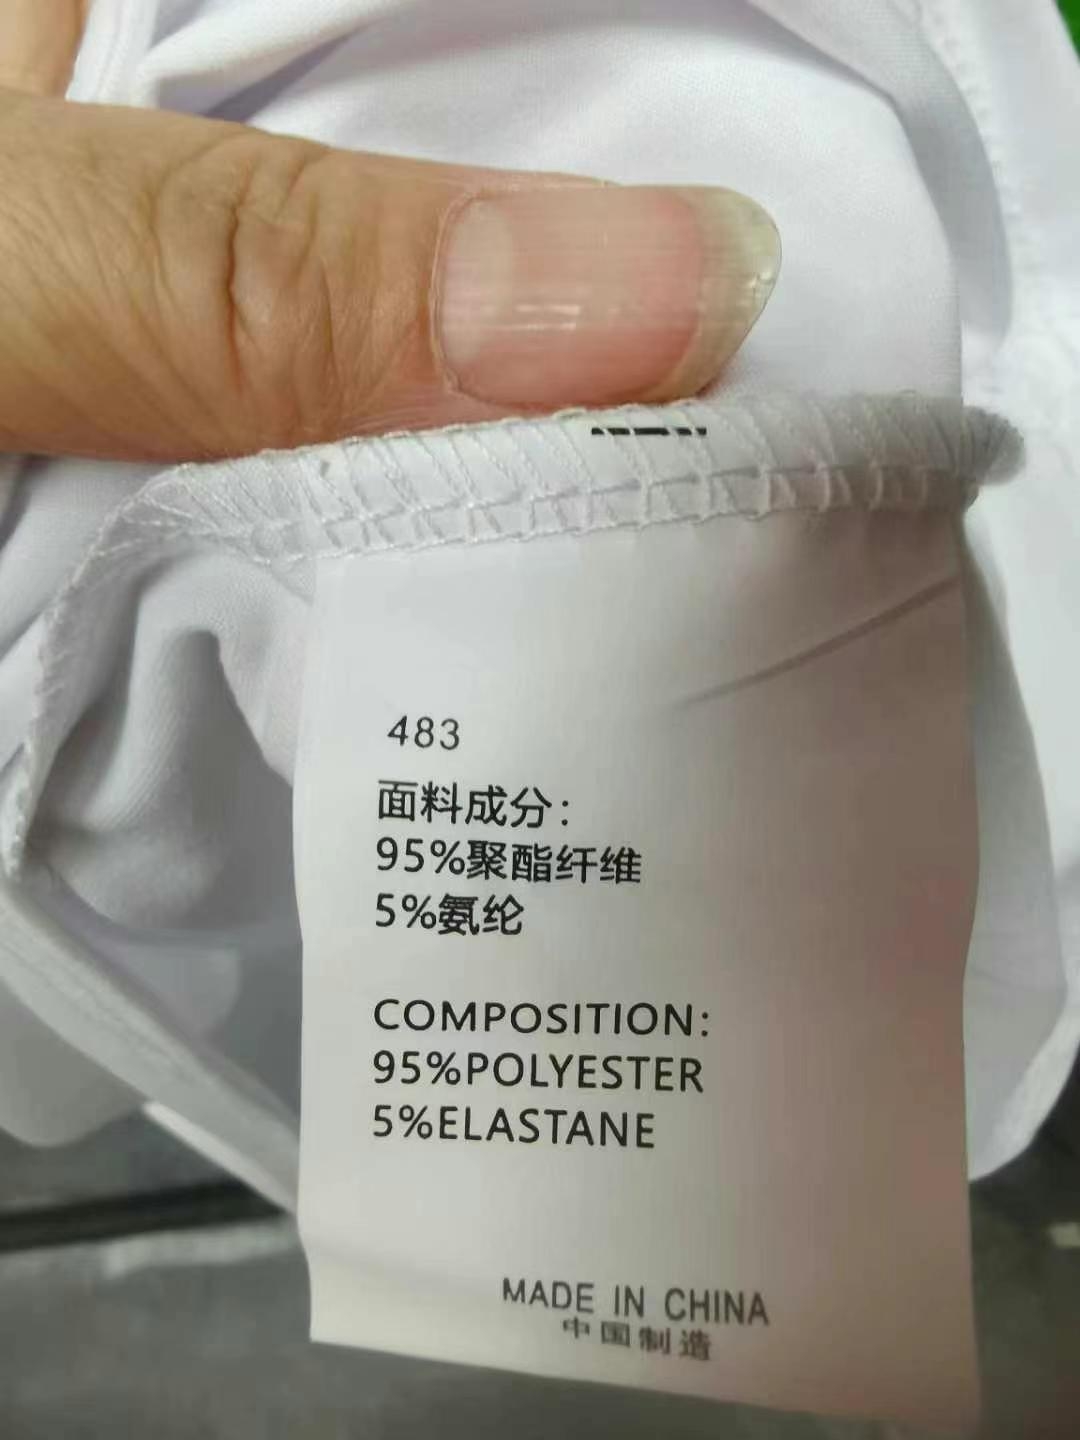 483
面料成分：
95%聚酯纤维
5%氨纶
COMPOSITION:
95%POLYESTER
5%ELASTANE
MADE IN CHINA
中国制造